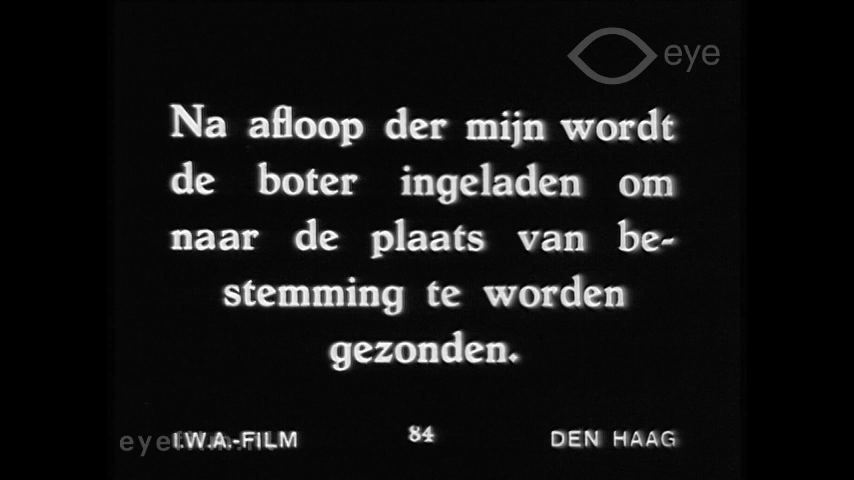 eye
Na afloop der mijn wordt
de boter ingeladen om
naar de plaats van be-
stemming te worden
gezonden.
I.W.A.-FILM 84 DEN HAAG